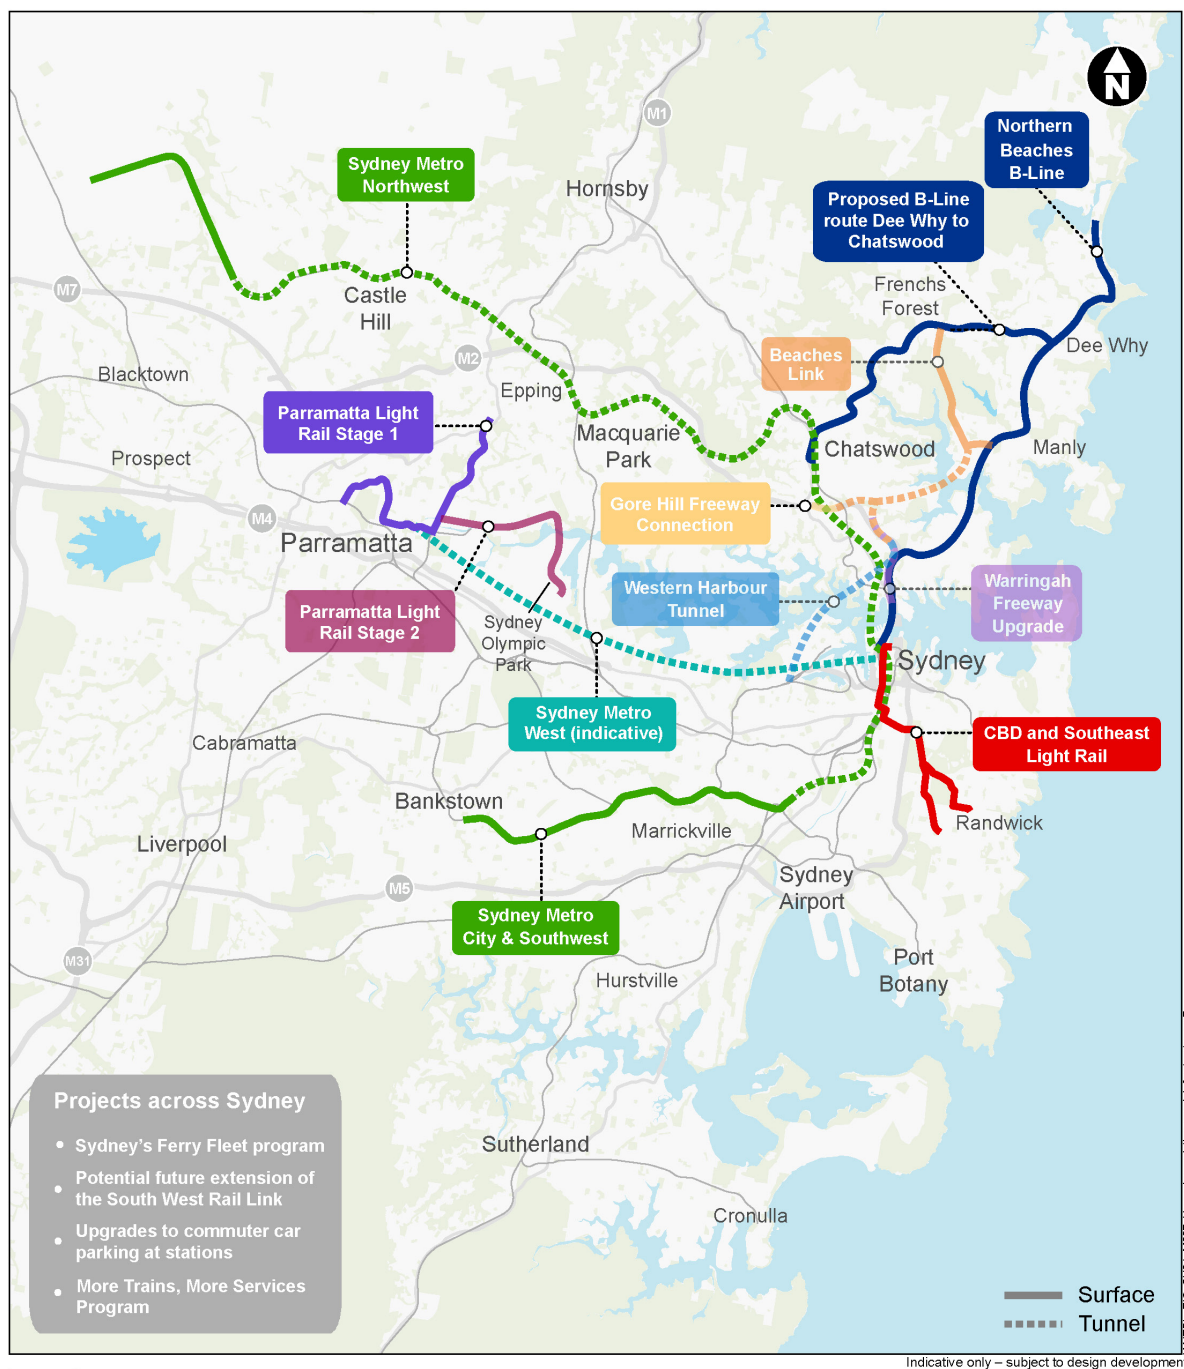 N
Northern
Beaches
B-Line
M1
Sydney Metro
Northwest
Hornsby
Proposed B-Line
route Dee Why to
Chatswood
M7
Castle
Hill
Frenchs
Forest
Dee Why
M2
Beaches
Link
Blacktown
Epping
Parramatta Light
Rail Stage 1
Macquarie
Park
Chatswood
Manly
Prospect
Gore Hill Freeway
Connection
M4
Parramatta
Western Harbour
Tunnel
Warringah
Freeway
Upgrade
Parramatta Light
Rail Stage 2
Sydney
Olympic
Park
Sydney
Sydney Metro
West (indicative)
CBD and Southeast
Light Rail
Cabramatta
Bankstown
Marrickville
Randwick
Liverpool
Sydney
Airport
M5
Sydney Metro
City & Southwest
M31
Port
Botany
Hurstville
Projects across Sydney
• Sydney’s Ferry Fleet program
• Potential future extension of
the South West Rail Link
• Upgrades to commuter car
parking at stations
• More Trains, More Services
Program
Sutherland
Cronulla
Surface
Tunnel
Indicative only – subject to design development